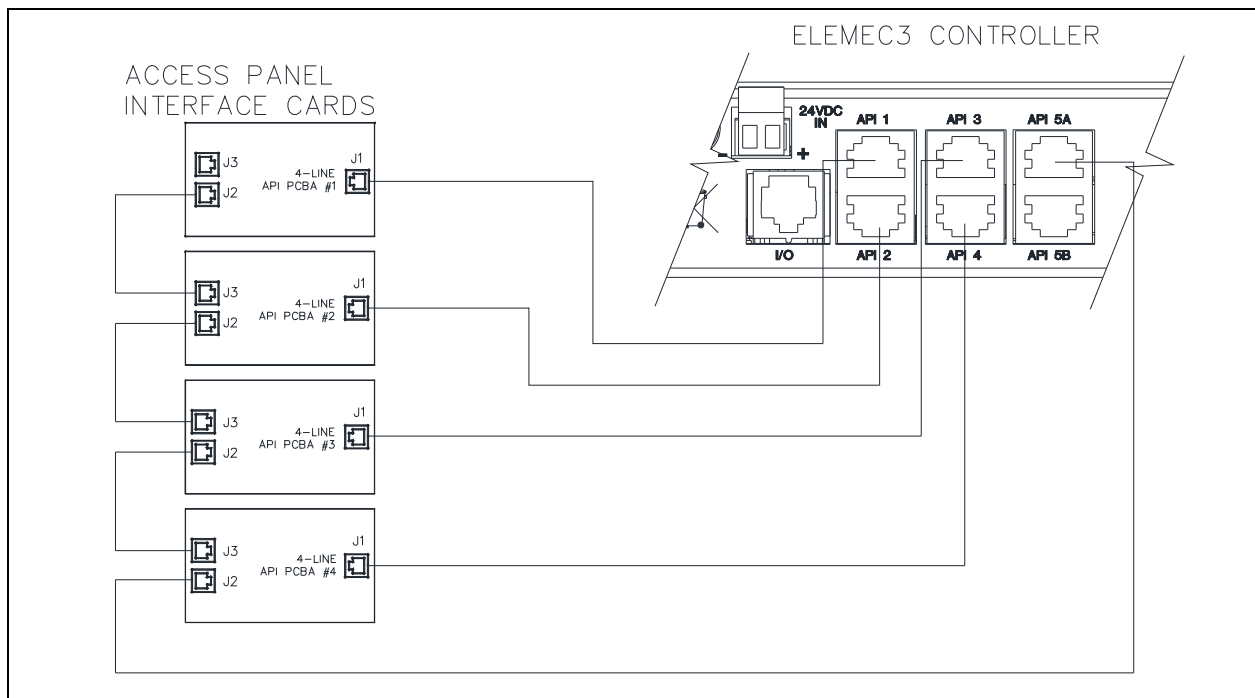 ELEMEC3 CONTROLLER
ACCESS PANEL
INTERFACE CARDS
24VDC
IN
API 1
API 3
API 5A
-
+
I/O
API 2
API 4
API 5B
J3
J2
4-LINE
API PCBA #1
J1
J3
J2
4-LINE
API PCBA #2
J1
J3
J2
4-LINE
API PCBA #3
J1
J3
J2
4-LINE
API PCBA #4
J1